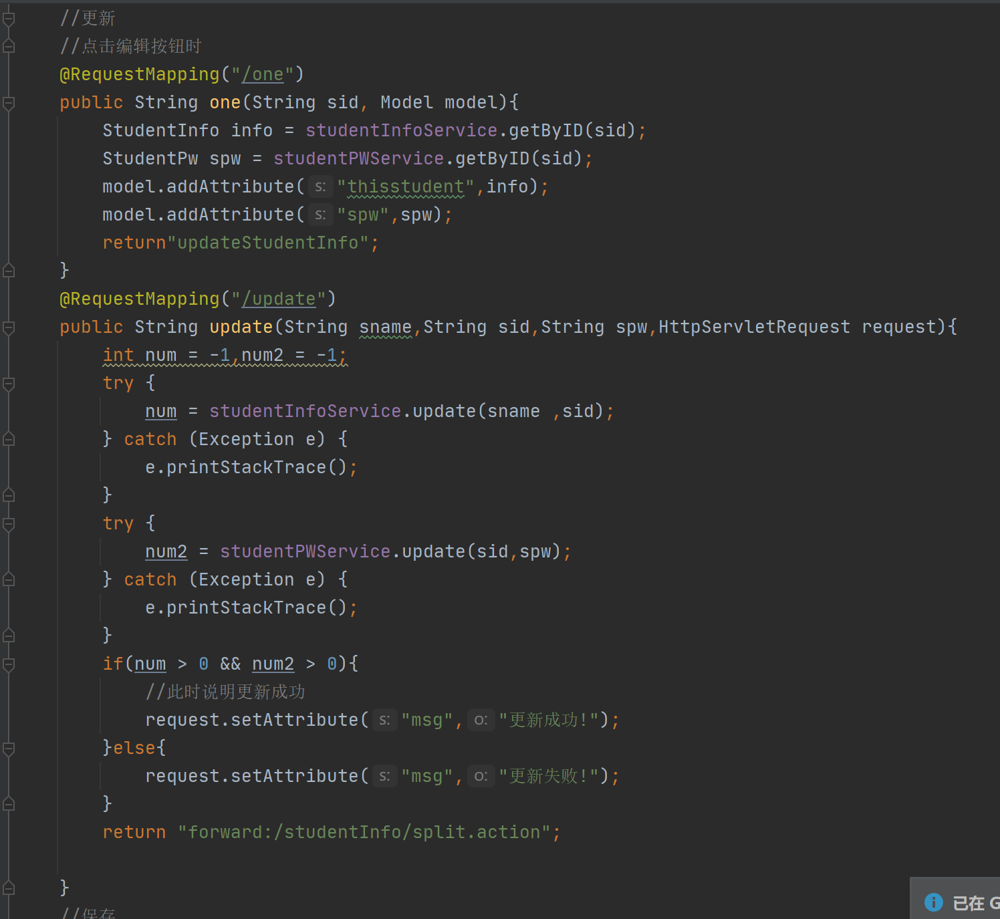 //更新
//点击编辑按钮时
@RequestMapping("/one")
public String one(String sid, Model model){
StudentInfo info = studentInfoService.getByID(sid);
StudentPw spw = studentPWService.getByID(sid);
model.addAttribute( s: "thisstudent",info);
model.addAttribute( s: "spw",spw);
return"updateStudentInfo";
}
@RequestMapping("/update")
public String update(String sname,String sid,String spw,HttpServletRequest request){
int num = -1,num2 = -1;
try {
num = studentInfoService.update(sname ,sid);
} catch (Exception e) {
e.printStackTrace();
}
try {
num2 = studentPWService.update(sid,spw);
} catch (Exception e) {
e.printStackTrace();
}
if(num > 0 && num2 > 0){
//此时说明更新成功
request.setAttribute( s: "msg", o: "更新成功!");
}else{
request.setAttribute( s: "msg", o: "更新失败!");
}
return "forward:/studentInfo/split.action";
}
//保存
已在 G